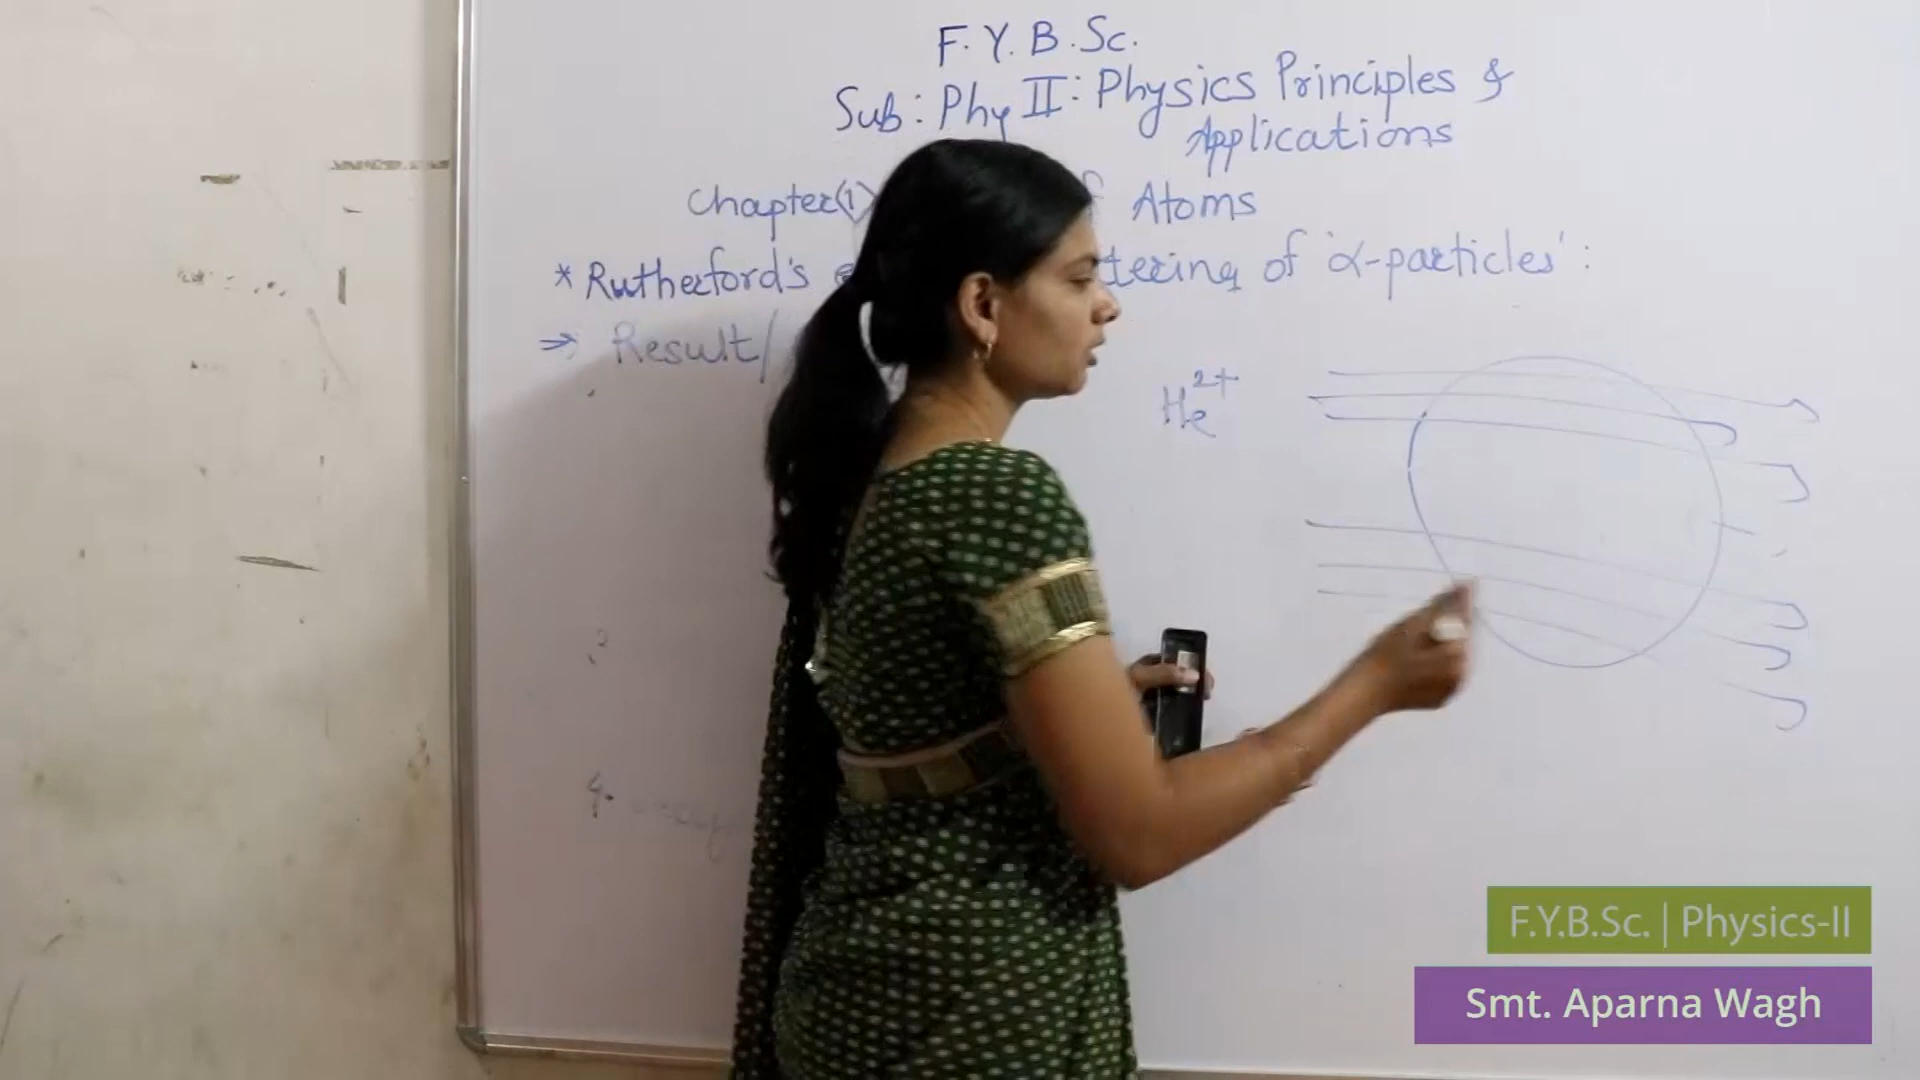 F.Y.B.Sc.
Sub: Phy II: Physics Principles &
Applications
Chapter(1) Atoms
* Rutherford's of 'α-particles':
⇒ Result/
He²⁺
F.Y.B.Sc. | Physics-II
Smt. Aparna Wagh